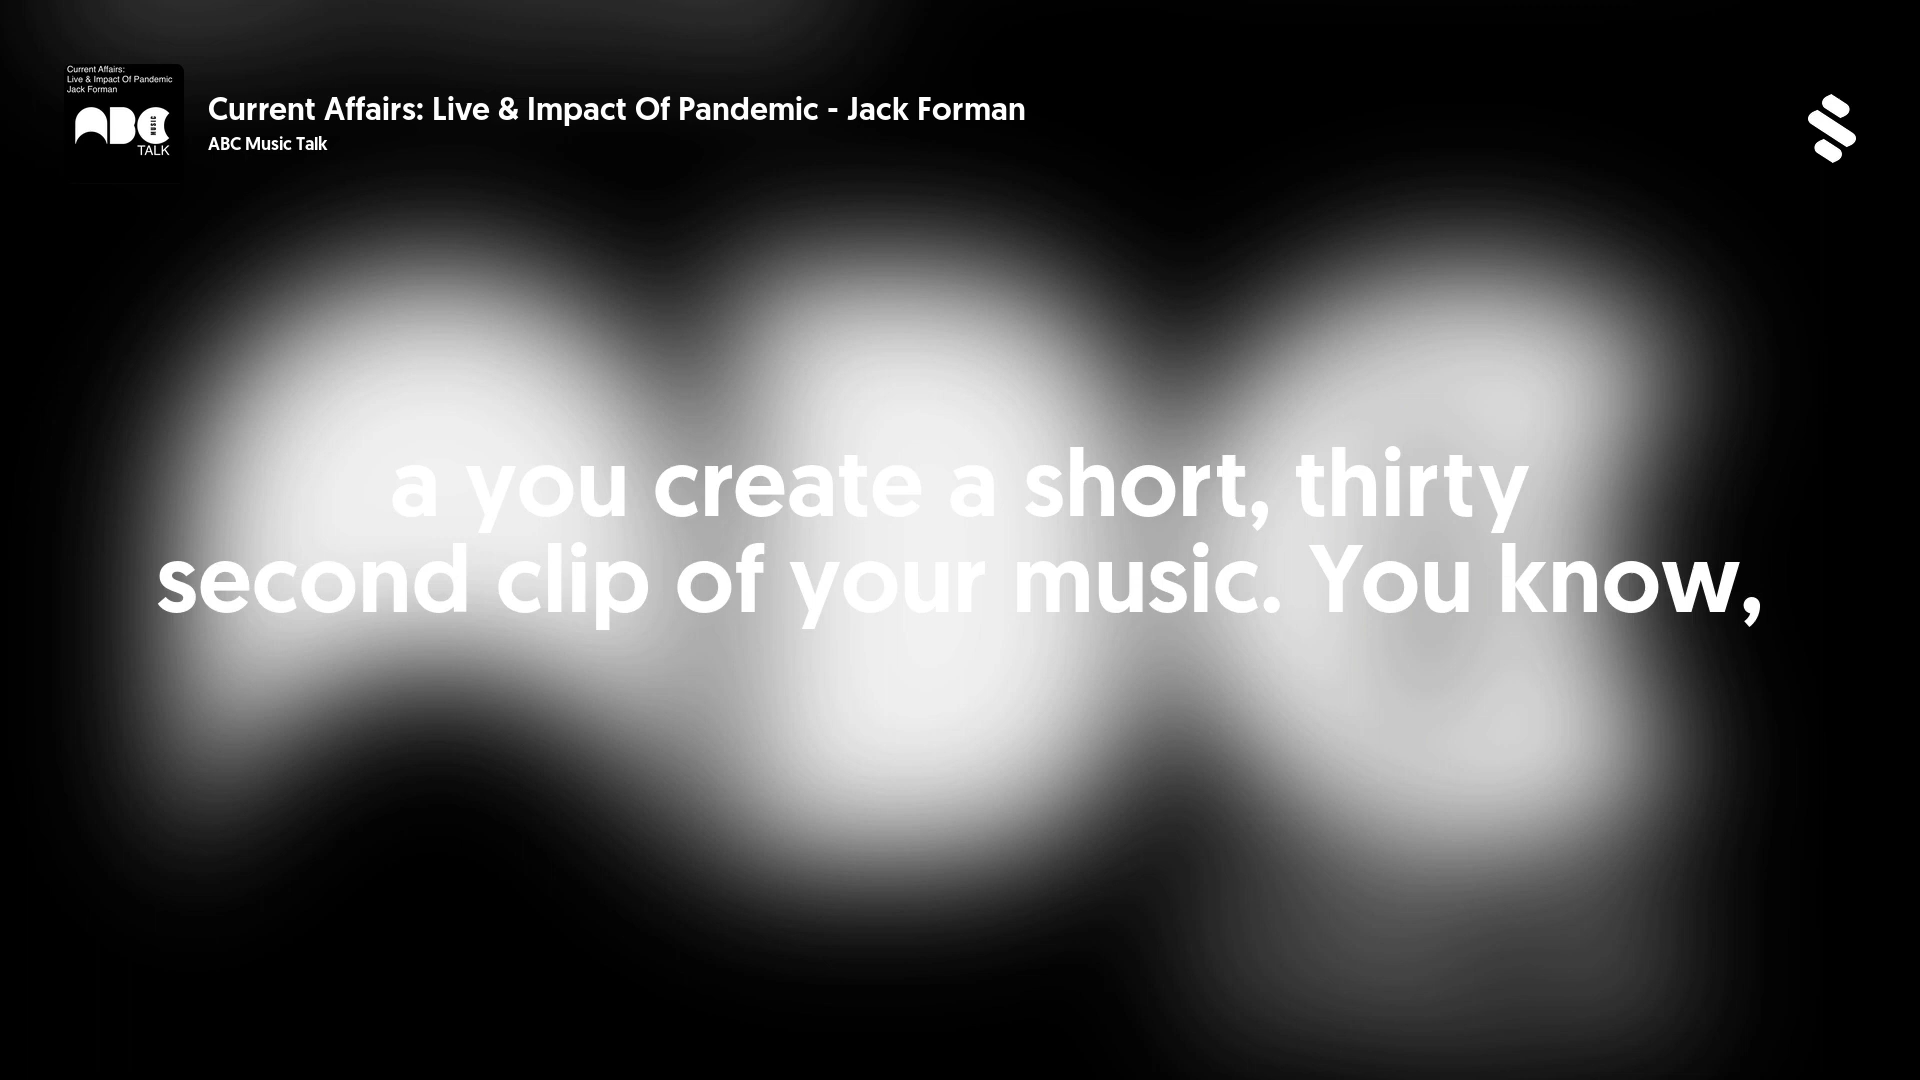 Current Affairs:
Live & Impact Of Pandemic
Jack Forman
ABC
MUSIC
TALK
Current Affairs: Live & Impact Of Pandemic - Jack Forman
ABC Music Talk
a you create a short, thirty
second clip of your music. You know,